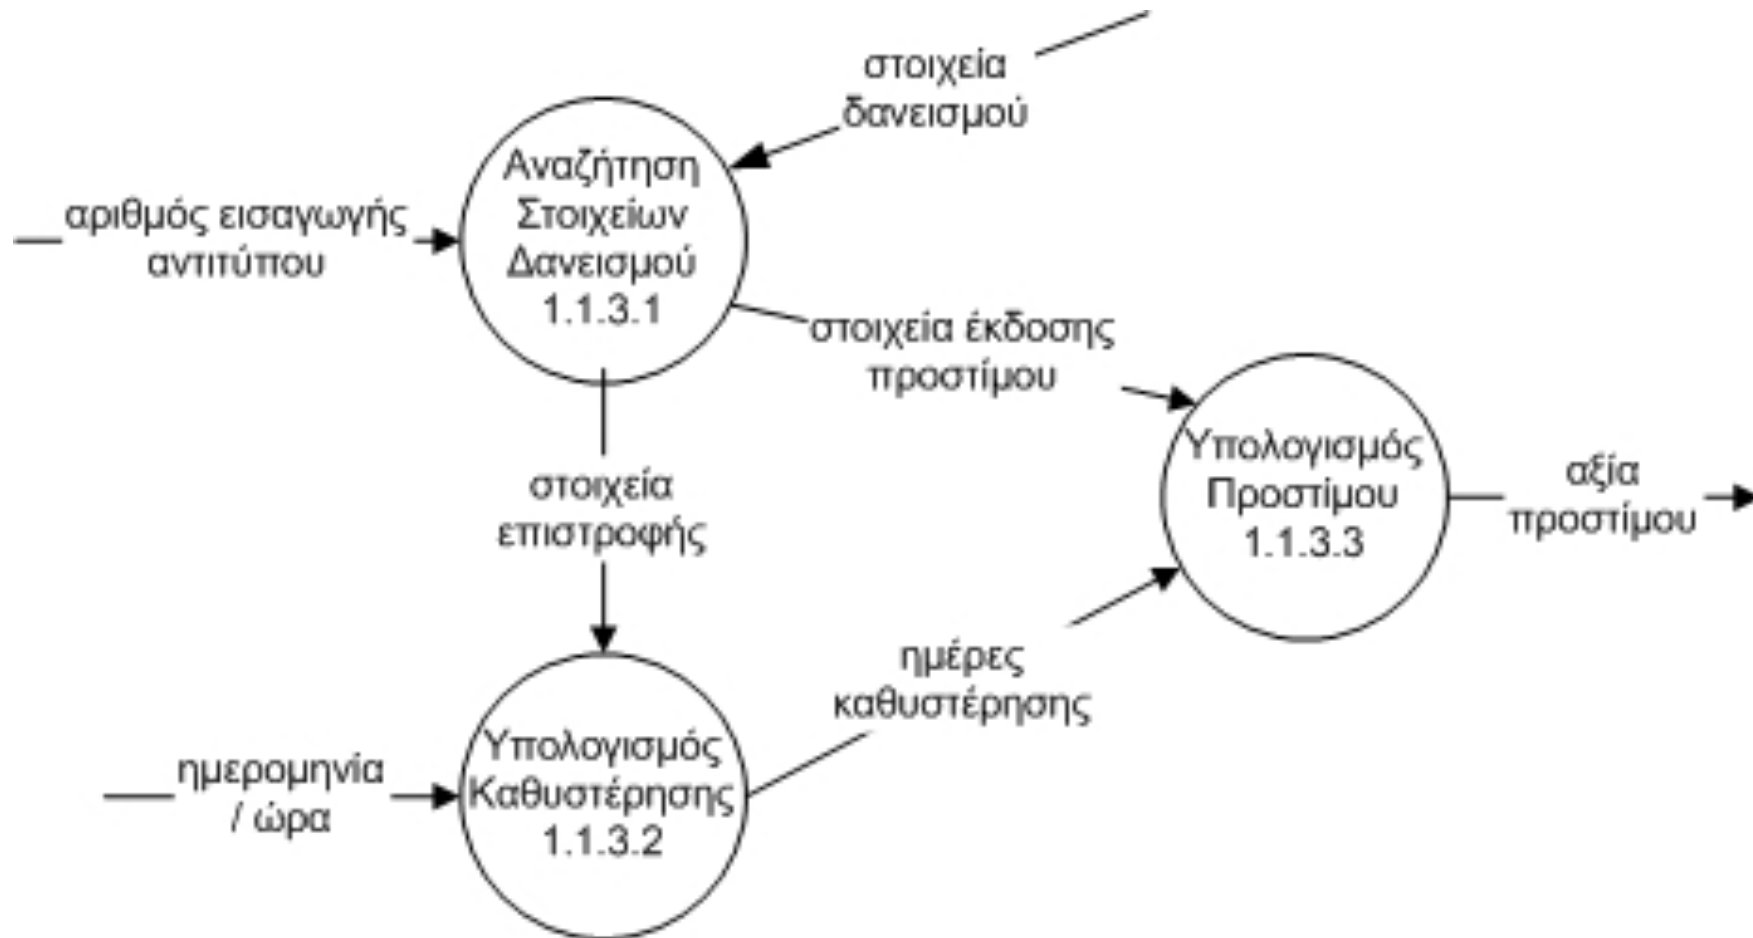 στοιχεία
δανεισμού
Αναζήτηση
Στοιχείων
Δανεισμού
1.1.3.1
αριθμός εισαγωγής
αντιτύπου
στοιχεία έκδοσης
προστίμου
Υπολογισμός
Προστίμου
1.1.3.3
αξία
προστίμου
στοιχεία
επιστροφής
ημέρες
καθυστέρησης
Υπολογισμός
Καθυστέρησης
1.1.3.2
ημερομηνία
/ ώρα